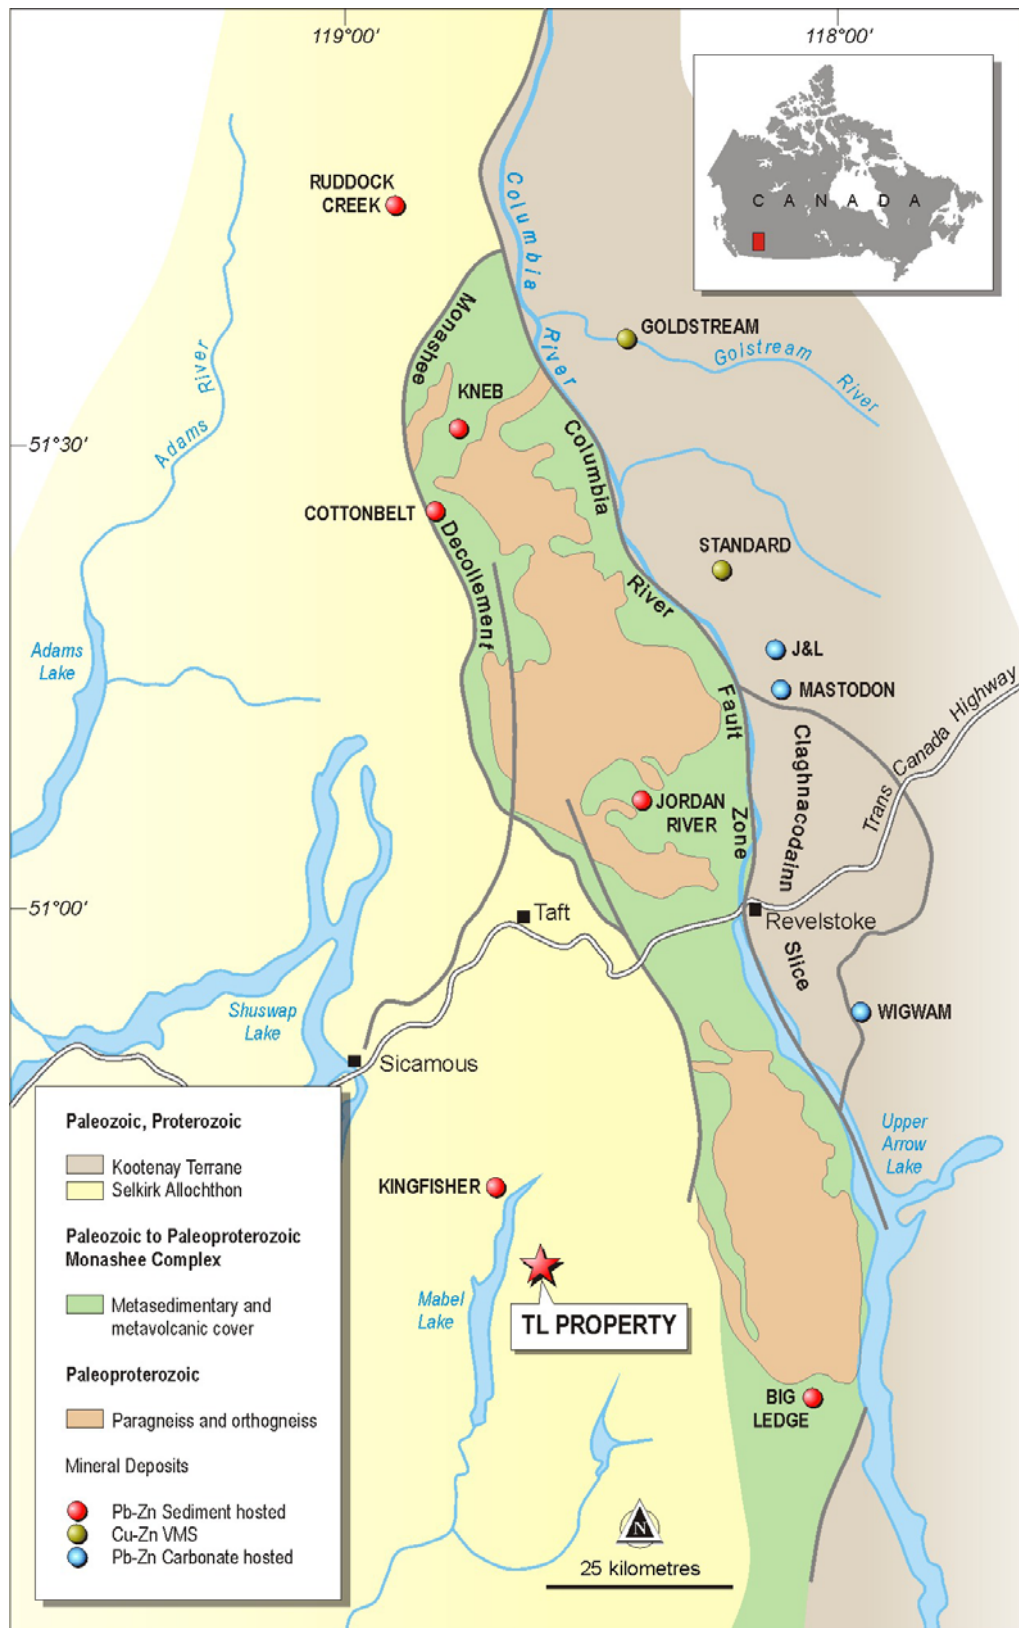 119°00'
118°00'
CANADA
RUDDOCK
CREEK
Columbia
River
Monashee
GOLDSTREAM
Golstream
River
Adams
River
KNEB
51°30'
Columbia
River
Fault
Zone
COTTONBELT
Decollement
STANDARD
Adams
Lake
J&L
MASTODON
Trans Canada Highway
Claghnacodainn
Slice
JORDAN
RIVER
51°00'
Taft
Revelstoke
Shuswap
Lake
WIGWAM
Sicamous
Upper
Arrow
Lake
KINGFISHER
Mabel
Lake
TL PROPERTY
BIG
LEDGE
N
25 kilometres
Paleozoic, Proterozoic
Kootenay Terrane
Selkirk Allochthon
Paleozoic to Paleoproterozoic
Monashee Complex
Metasedimentary and
metavolcanic cover
Paleoproterozoic
Paragneiss and orthogneiss
Mineral Deposits
Pb-Zn Sediment hosted
Cu-Zn VMS
Pb-Zn Carbonate hosted